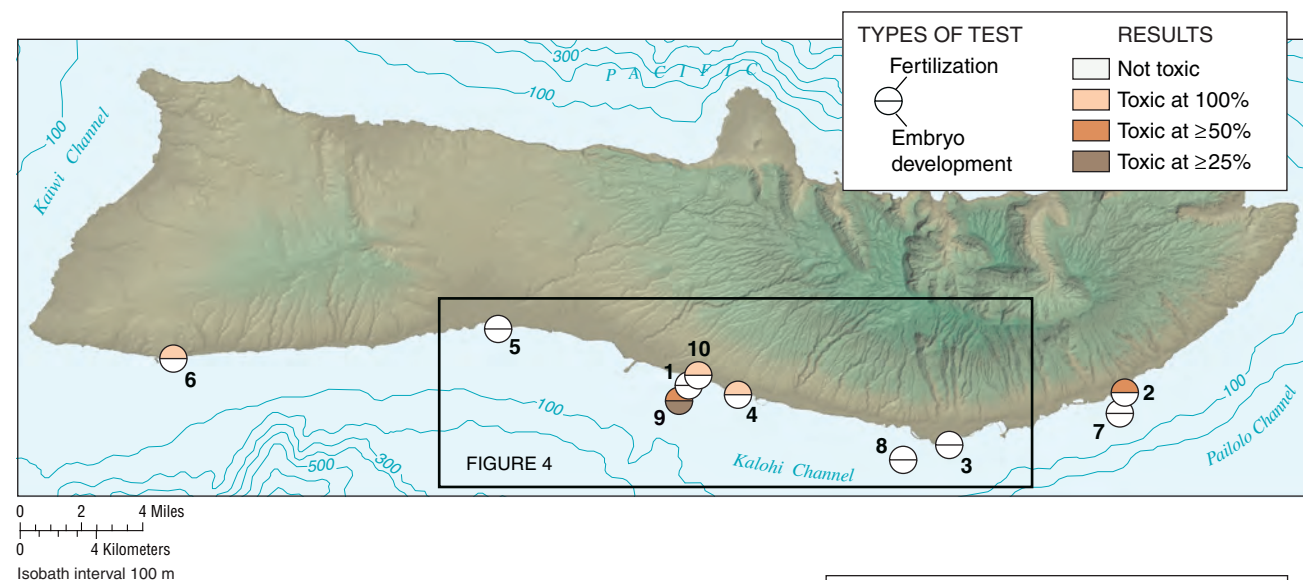 TYPES OF TEST
Fertilization
Embryo
development
RESULTS
Not toxic
Toxic at 100%
Toxic at ≥50%
Toxic at ≥25%
300
PACIFIC
100
100
Kaiwi Channel
5
10
1
6
9
4
2
7
100
8
3
100
Pailolo Channel
FIGURE 4
Kalohi Channel
500
300
0 2 4 Miles
0 4 Kilometers
Isobath interval 100 m